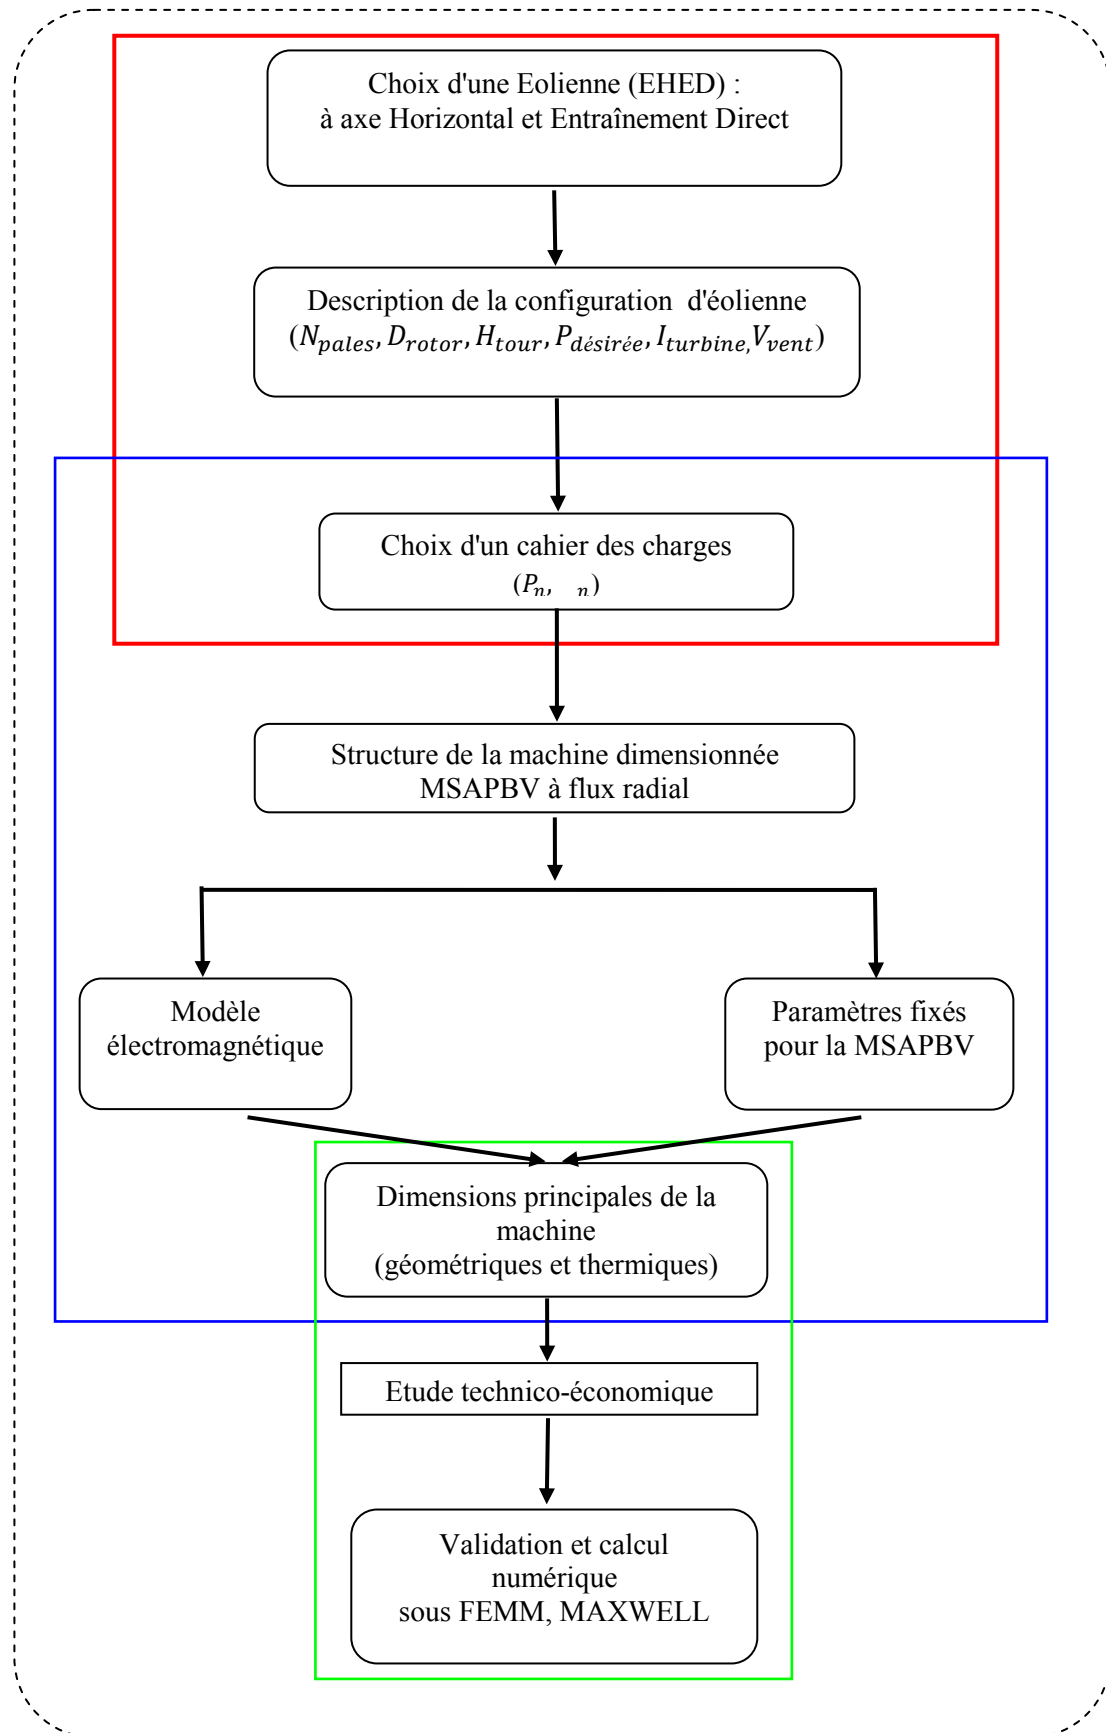 Choix d'une Eolienne (EHED) :
à axe Horizontal et Entraînement Direct
Description de la configuration d'éolienne
(N_pales, D_rotor, H_tour, P_désirée, I_turbine, V_vent)
Choix d'un cahier des charges
(P_n, _n)
Structure de la machine dimensionnée
MSAPBV à flux radial
Modèle
électromagnétique
Paramètres fixés
pour la MSAPBV
Dimensions principales de la
machine
(géométriques et thermiques)
Etude technico-économique
Validation et calcul
numérique
sous FEMM, MAXWELL